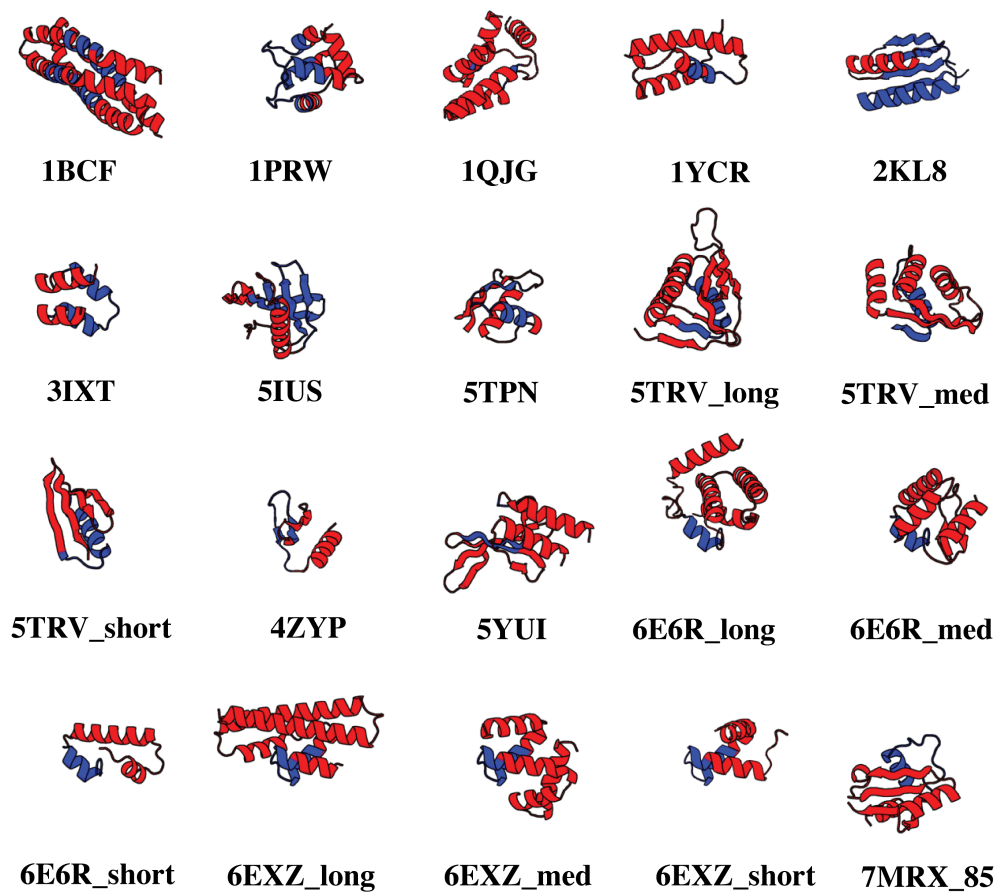 1BCF 1PRW 1QJG 1YCR 2KL8
3IXT 5IUS 5TPN 5TRV_long 5TRV_med
5TRV_short 4ZYP 5YUI 6E6R_long 6E6R_med
6E6R_short 6EXZ_long 6EXZ_med 6EXZ_short 7MRX_85